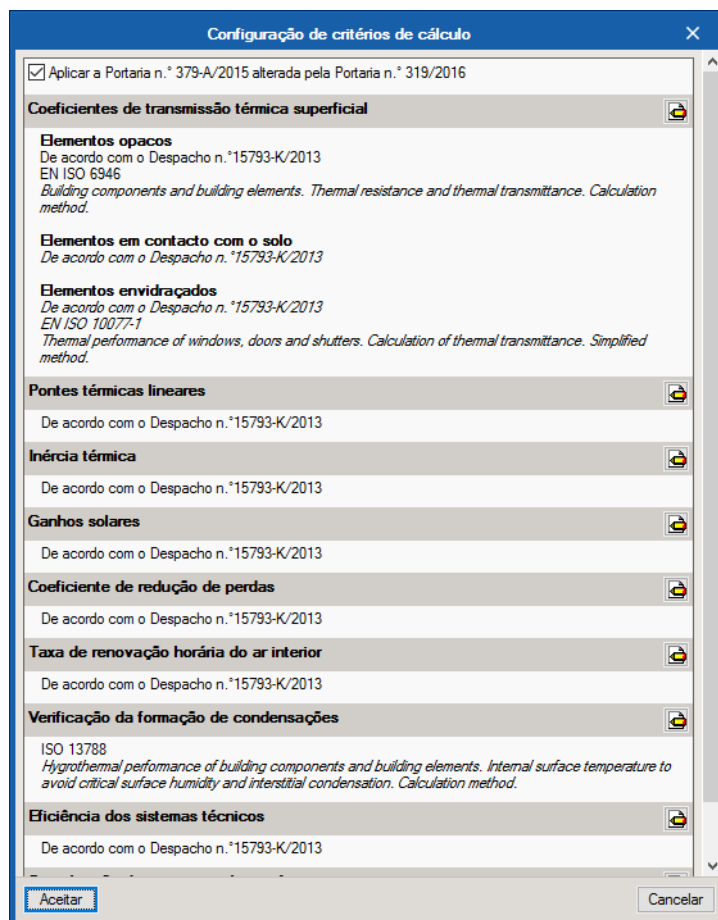 Configuração de critérios de cálculo
Aplicar a Portaria n.° 379-A/2015 alterada pela Portaria n.° 319/2016
Coeficientes de transmissão térmica superficial
Elementos opacos
De acordo com o Despacho n.°15793-K/2013
EN ISO 6946
Building components and building elements. Thermal resistance and thermal transmittance. Calculation
method.
Elementos em contacto com o solo
De acordo com o Despacho n.°15793-K/2013
Elementos envidraçados
De acordo com o Despacho n.°15793-K/2013
EN ISO 10077-1
Thermal performance of windows, doors and shutters. Calculation of thermal transmittance. Simplified
method.
Pontes térmicas lineares
De acordo com o Despacho n.°15793-K/2013
Inércia térmica
De acordo com o Despacho n.°15793-K/2013
Ganhos solares
De acordo com o Despacho n.°15793-K/2013
Coeficiente de redução de perdas
De acordo com o Despacho n.°15793-K/2013
Taxa de renovação horária do ar interior
De acordo com o Despacho n.°15793-K/2013
Verificação da formação de condensações
ISO 13788
Hygrothermal performance of building components and building elements. Internal surface temperature to
avoid critical surface humidity and interstitial condensation. Calculation method.
Eficiência dos sistemas técnicos
De acordo com o Despacho n.°15793-K/2013
Aceitar
Cancelar